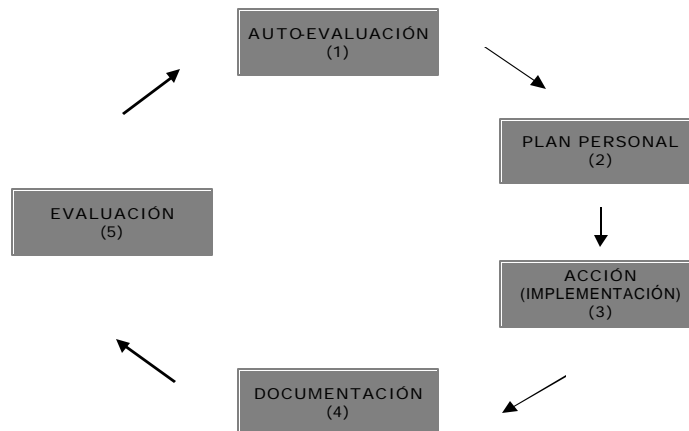 AUTO-EVALUACIÓN
(1)
PLAN PERSONAL
(2)
ACCIÓN
(IMPLEMENTACIÓN)
(3)
DOCUMENTACIÓN
(4)
EVALUACIÓN
(5)